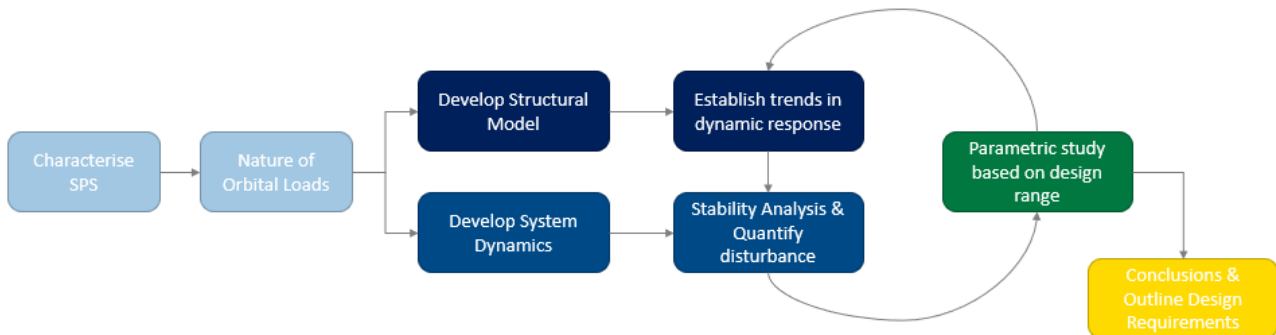 Characterise
SPS
Nature of
Orbital Loads
Develop Structural
Model
Establish trends in
dynamic response
Develop System
Dynamics
Stability Analysis &
Quantify
disturbance
Parametric study
based on design
range
Conclusions &
Outline Design
Requirements